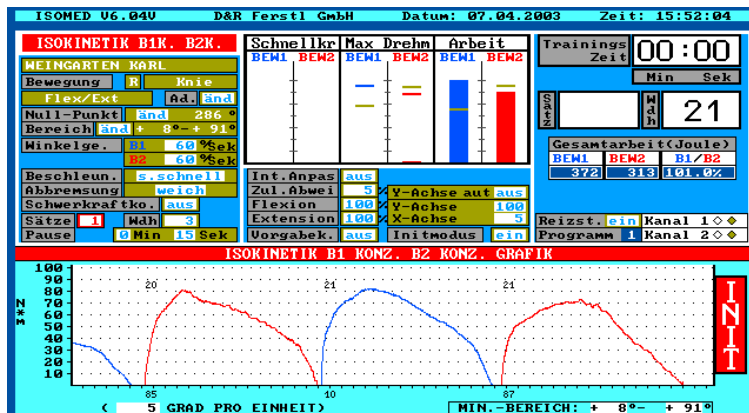 ISOMED V6.04V D&R Ferstl GmbH Datum: 07.04.2003 Zeit: 15:52:04
ISOKINETIK B1K. B2K.
WEINGARTEN KARL
Bewegung R Knie
Flex/Ext Ad. änd
Null-Punkt änd 286 °
Bereich änd + 8°- + 91°
Winkelge. B1 60 °/Sek
B2 60 °/Sek
Beschleun. s.schnell
Abbremsung weich
Schwerkraftko. aus
Sätze 1 Wdh 3
Pause 0 Min 15 Sek
Schnellkr Max Drehm Arbeit
BEW1 BEW2 BEW1 BEW2 BEW1 BEW2
Int.Anpas aus
Zul.Abwei 5 % Y-Achse aut aus
Flexion 100 % Y-Achse 100
Extension 100 % X-Achse 5
Vorgabek. aus Initmodus ein
Trainings Zeit 00:00
Min Sek
Satz Wdh 21
Gesamtarbeit(Joule)
BEW1 BEW2 B1/B2
372 313 101.0%
Reizst. ein Kanal 1
Programm 1 Kanal 2
ISOKINETIK B1 KONZ. B2 KONZ. GRAFIK
100
90
80
70
60
50
40
30
20
10
N*m
20 21 21
85 10 87
INIT
( 5 GRAD PRO EINHEIT) MIN.-BEREICH: + 8°- + 91°